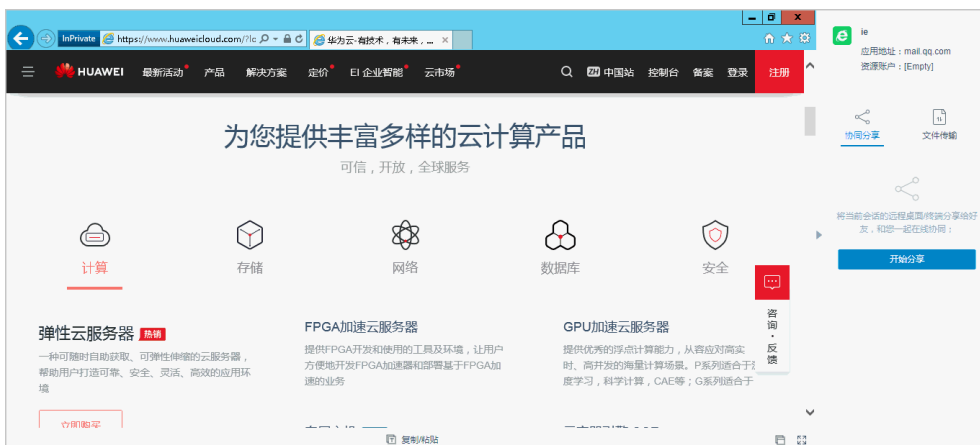 InPrivate https://www.huaweicloud.com/?lc 华为云-有技术，有未来，...
HUAWEI 最新活动 产品 解决方案 定价 EI 企业智能 云市场 ZH 中国站 控制台 备案 登录 注册
为您提供丰富多样的云计算产品
可信，开放，全球服务
计算 存储 网络 数据库 安全
弹性云服务器 热销
一种可随时自助获取、可弹性伸缩的云服务器，
帮助用户打造可靠、安全、灵活、高效的应用环
境
立即购买
FPGA加速云服务器
提供FPGA开发和使用的工具及环境，让用户
方便地开发FPGA加速器和部署基于FPGA加
速的业务
GPU加速云服务器
提供优秀的浮点计算能力，从容应对高实
时、高并发的海量计算场景。P系列适合于
度学习，科学计算，CAE等；G系列适合于
咨询·反馈
复制/粘贴
ie
应用地址：mail.qq.com
资源账户：[Empty]
协同分享 文件传输
将当前会话的远程桌面/终端分享给好
友，和您一起在线协同；
开始分享